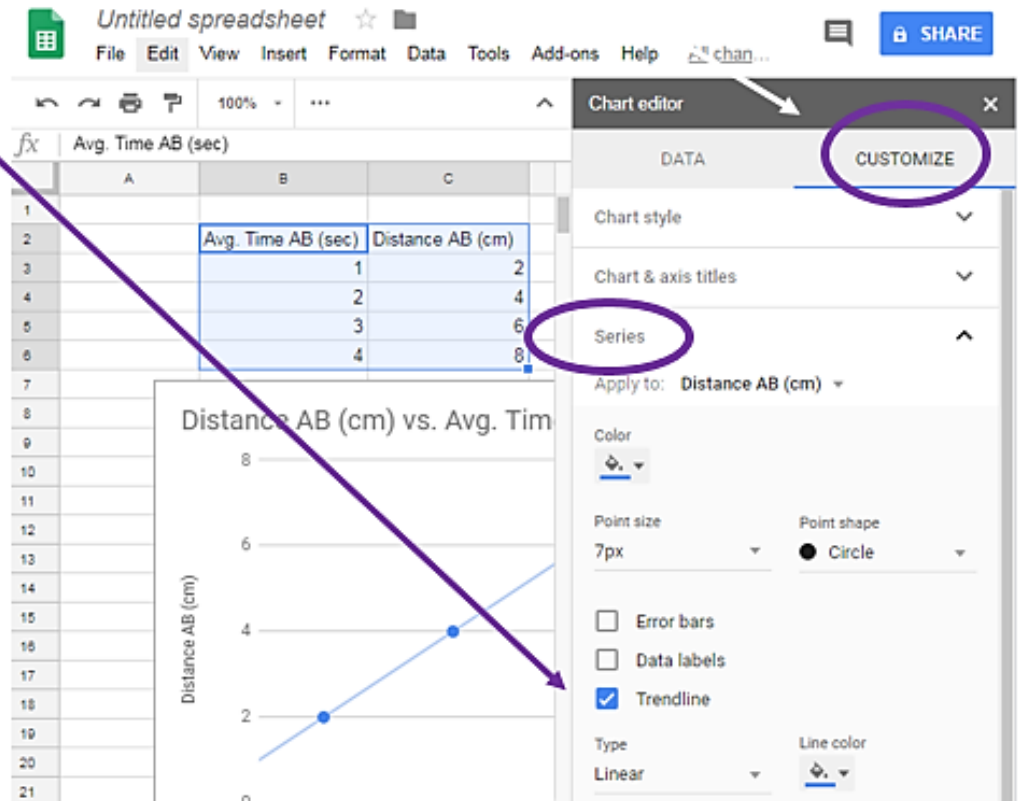 Untitled spreadsheet
File Edit View Insert Format Data Tools Add-ons Help chan...
SHARE
100%
Chart editor
fx Avg. Time AB (sec)
DATA CUSTOMIZE
A B C
1
2 Avg. Time AB (sec) Distance AB (cm)
3 1 2
4 2 4
5 3 6
6 4 8
7
8
9
10
11
12
13
14
15
16
17
18
19
20
21
Distance AB (cm) vs. Avg. Tim
8
6
4
2
0
Distance AB (cm)
Chart style
Chart & axis titles
Series
Apply to: Distance AB (cm)
Color
Point size Point shape
7px Circle
Error bars
Data labels
Trendline
Type Line color
Linear